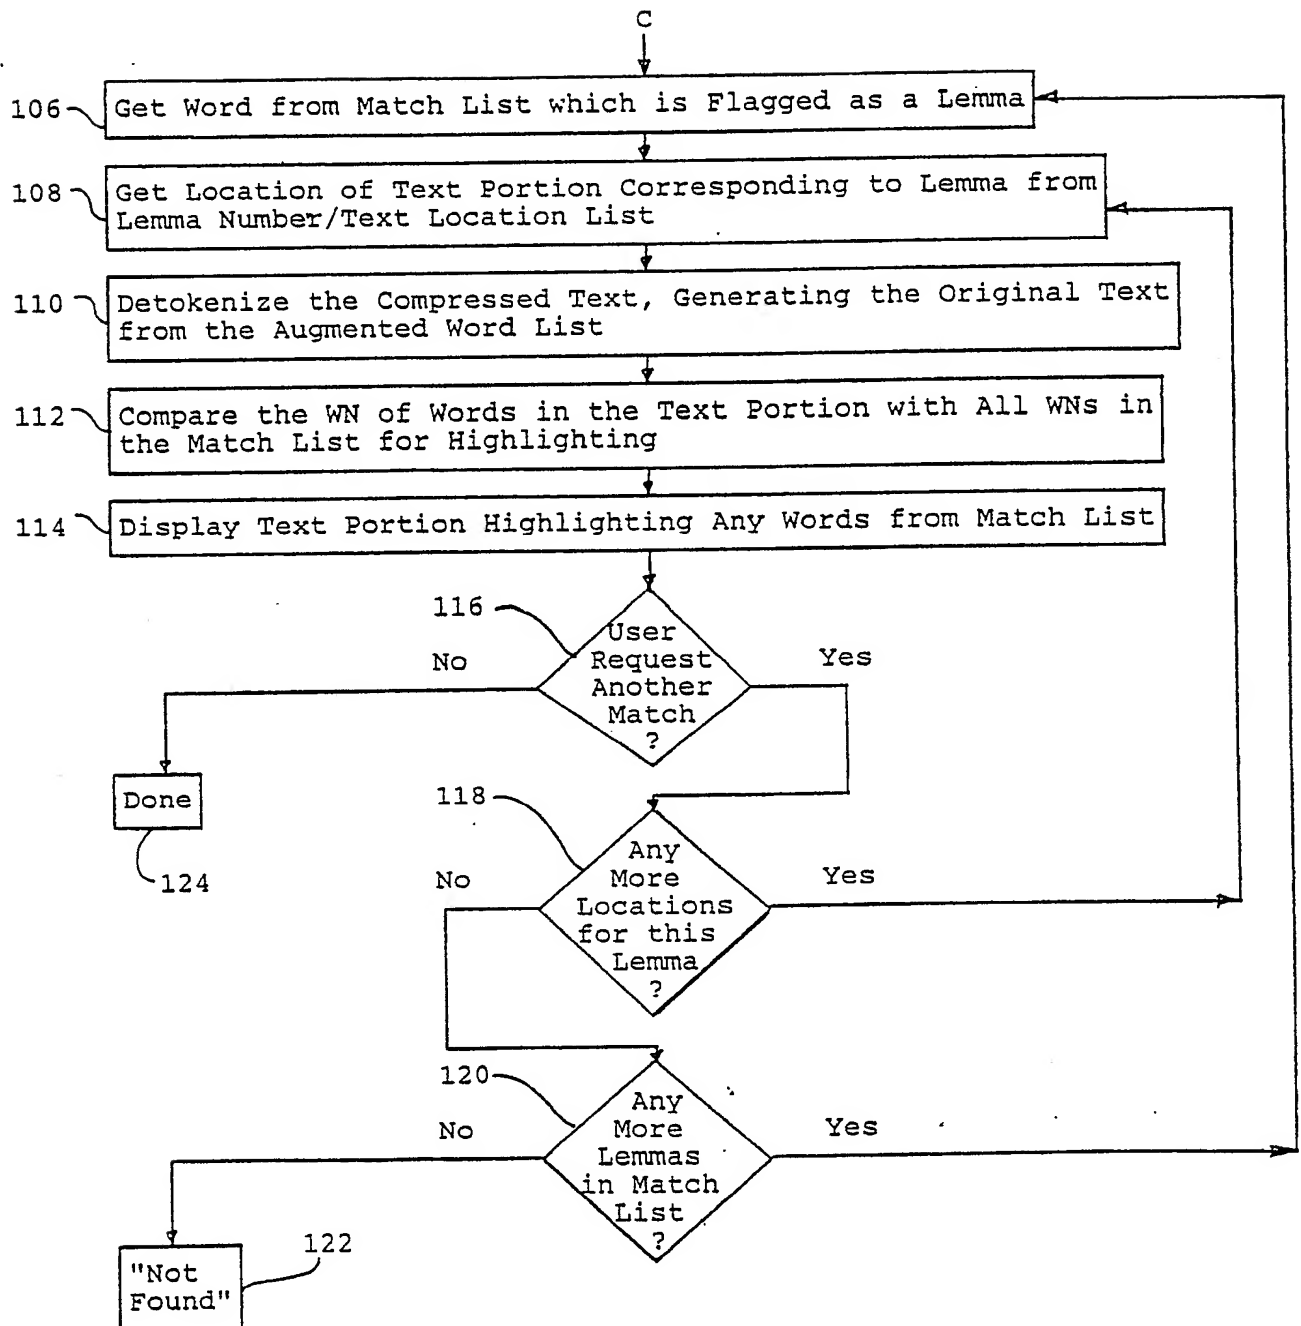 C
106
Get Word from Match List which is Flagged as a Lemma
108
Get Location of Text Portion Corresponding to Lemma from
Lemma Number/Text Location List
110
Detokenize the Compressed Text, Generating the Original Text
from the Augmented Word List
112
Compare the WN of Words in the Text Portion with All WNs in
the Match List for Highlighting
114
Display Text Portion Highlighting Any Words from Match List
116
User
Request
Another
Match
?
No
Yes
Done
124
118
Any
More
Locations
for this
Lemma
?
No
Yes
120
Any
More
Lemmas
in Match
List
?
No
Yes
"Not
Found"
122